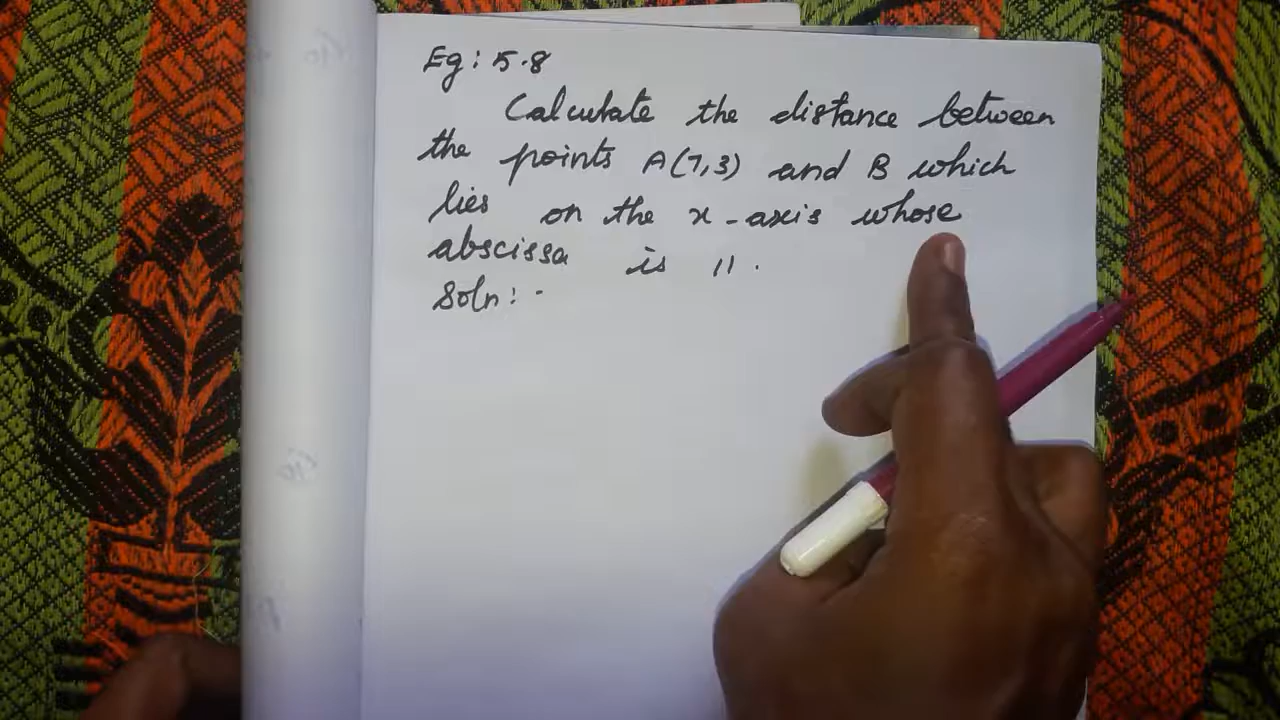 Eg: 5.8
Calculate the distance between
the points A(7,3) and B which
lies on the x-axis whose
abscissa is 11.
Soln:-